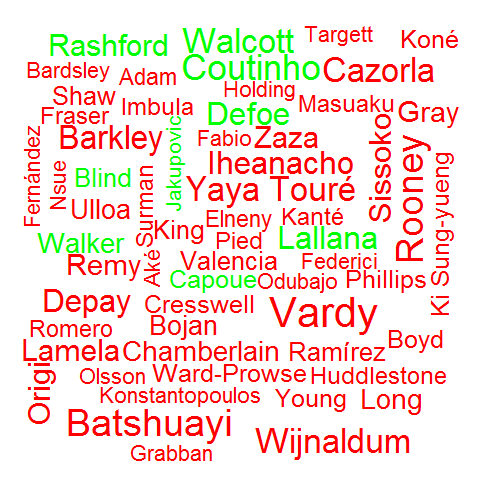 Rashford
Walcott
Targett
Koné
Bardsley
Adam
Coutinho
Cazorla
Shaw
Imbula
Holding
Masuaku
Gray
Fraser
Defoe
Barkley
Jakupovic
Fabio
Zaza
Sissoko
Rooney
Fernández
Nsue
Blind
Surman
Iheanacho
Yaya Touré
Ulloa
Elneny
Kanté
Sung-yueng
Walker
King
Pied
Lallana
Remy
Aké
Valencia
Federici
Capoue
Odubajo
Phillips
Ki
Depay
Cresswell
Vardy
Romero
Bojan
Boyd
Lamela
Chamberlain
Ramírez
Origi
Olsson
Ward-Prowse
Huddlestone
Konstantopoulos
Young
Long
Batshuayi
Wijnaldum
Grabban